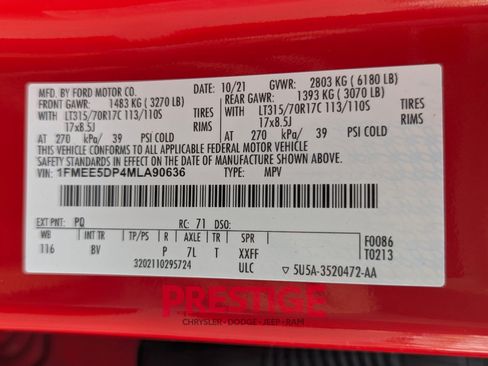 MFD. BY FORD MOTOR CO.
10/21 GVWR: 2803 KG ( 6180 LB)
FRONT GAWR: 1483 KG ( 3270 LB) REAR GAWR: 1393 KG ( 3070 LB)
WITH LT315/70R17C 113/110S TIRES WITH LT315/70R17C 113/110S TIRES
17x8.5J RIMS 17x8.5J RIMS
AT 270 kPa/ 39 PSI COLD AT 270 kPa/ 39 PSI COLD
THIS VEHICLE CONFORMS TO ALL APPLICABLE FEDERAL MOTOR VEHICLE
SAFETY STANDARDS IN EFFECT ON THE DATE OF MANUFACTURE SHOWN ABOVE.
VIN: 1FMEE5DP4MLA90636 TYPE: MPV
EXT PNT: PQ RC: 71 DSO:
WB INT TR TP/PS R AXLE TR SPR F0086
116 BV P 7L T XXFF T0213
3202110295724 ULC ▽ 5U5A-3520472-AA
PRESTIGE
CHRYSLER • DODGE • JEEP • RAM